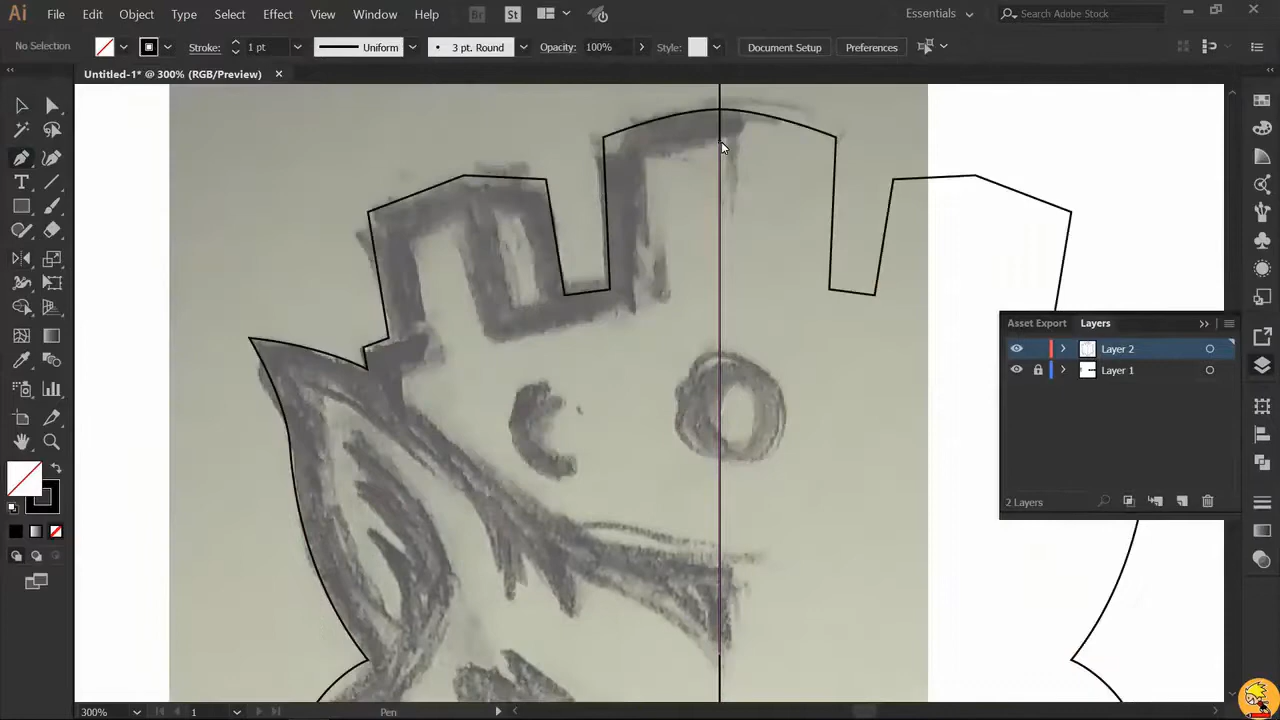 Ai File Edit Object Type Select Effect View Window Help Br St Essentials Search Adobe Stock
No Selection Stroke: 1 pt Uniform 3 pt. Round Opacity: 100% Style: Document Setup Preferences
Untitled-1* @ 300% (RGB/Preview)
Asset Export Layers
Layer 2
Layer 1
2 Layers
300% 1 Pen